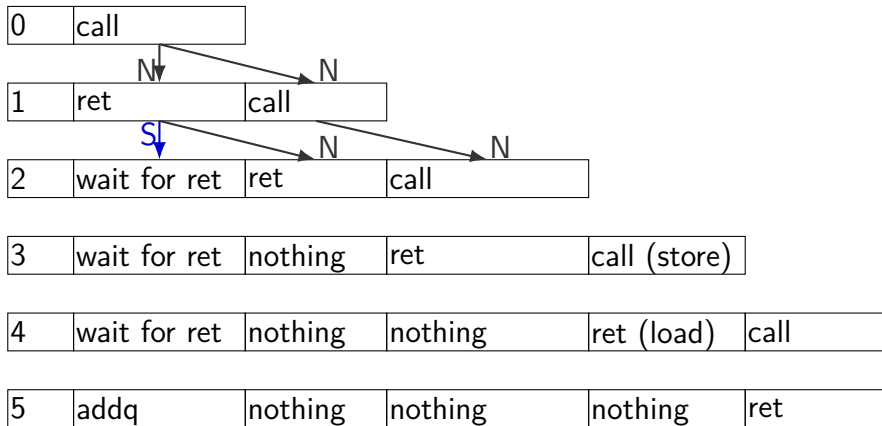 0 call
N N
1 ret call
S N N
2 wait for ret ret call
3 wait for ret nothing ret call (store)
4 wait for ret nothing nothing ret (load) call
5 addq nothing nothing nothing ret